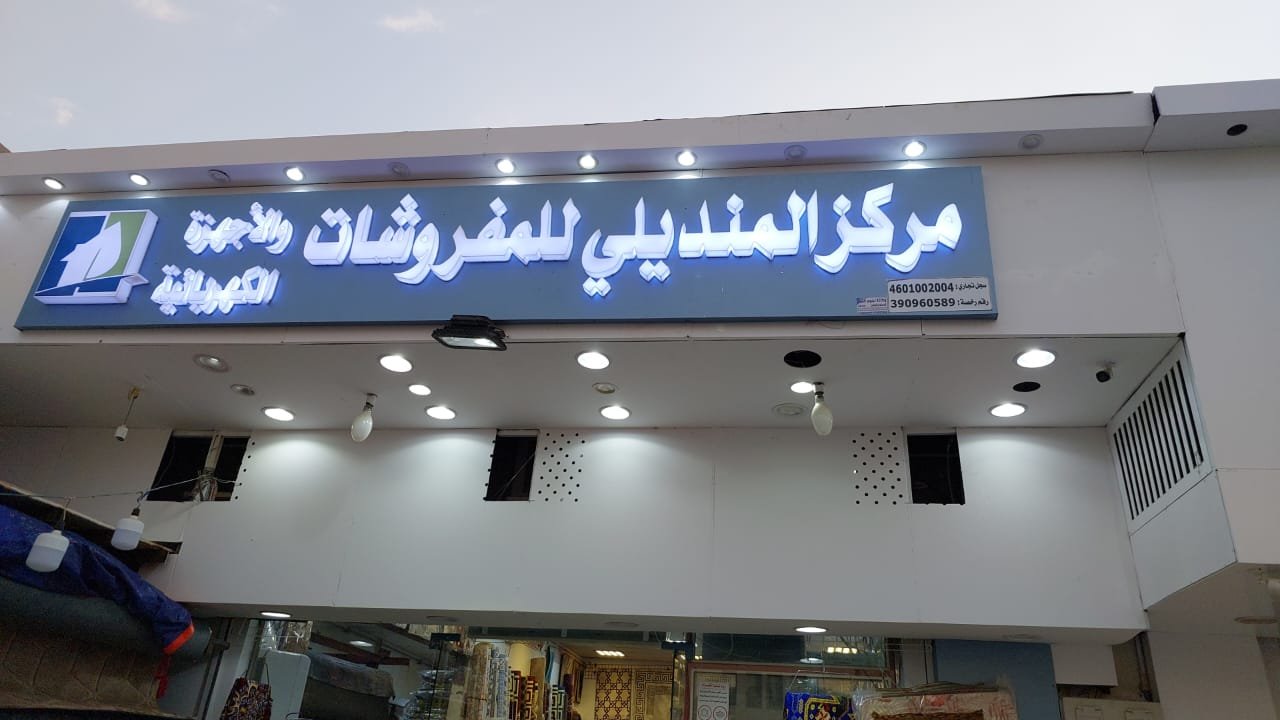 مركز المنديلي للمفروشات
والأجهزة
الكهربائية
سجل تجاري : 4601002004
رقم رخصة : 390960589